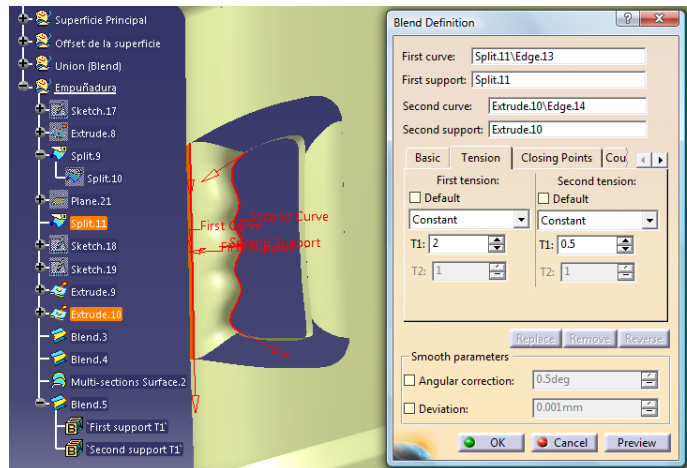 Superficie Principal
Offset de la superficie
Union (Blend)
Empuñadura
Sketch.17
Extrude.8
Split.9
Split.10
Plane.21
Split.11
Sketch.18
Sketch.19
Extrude.9
Extrude.10
Blend.3
Blend.4
Multi-sections Surface.2
Blend.5
`First support T1`
`Second support T1`
First Curve
Second Curve
Second Support
Blend Definition
First curve: Split.11\Edge.13
First support: Split.11
Second curve: Extrude.10\Edge.14
Second support: Extrude.10
Basic Tension Closing Points Cou
First tension: Second tension:
Default Default
Constant Constant
T1: 2 T1: 0.5
T2: 1 T2: 1
Replace Remove Reverse
Smooth parameters
Angular correction: 0.5deg
Deviation: 0.001mm
OK Cancel Preview